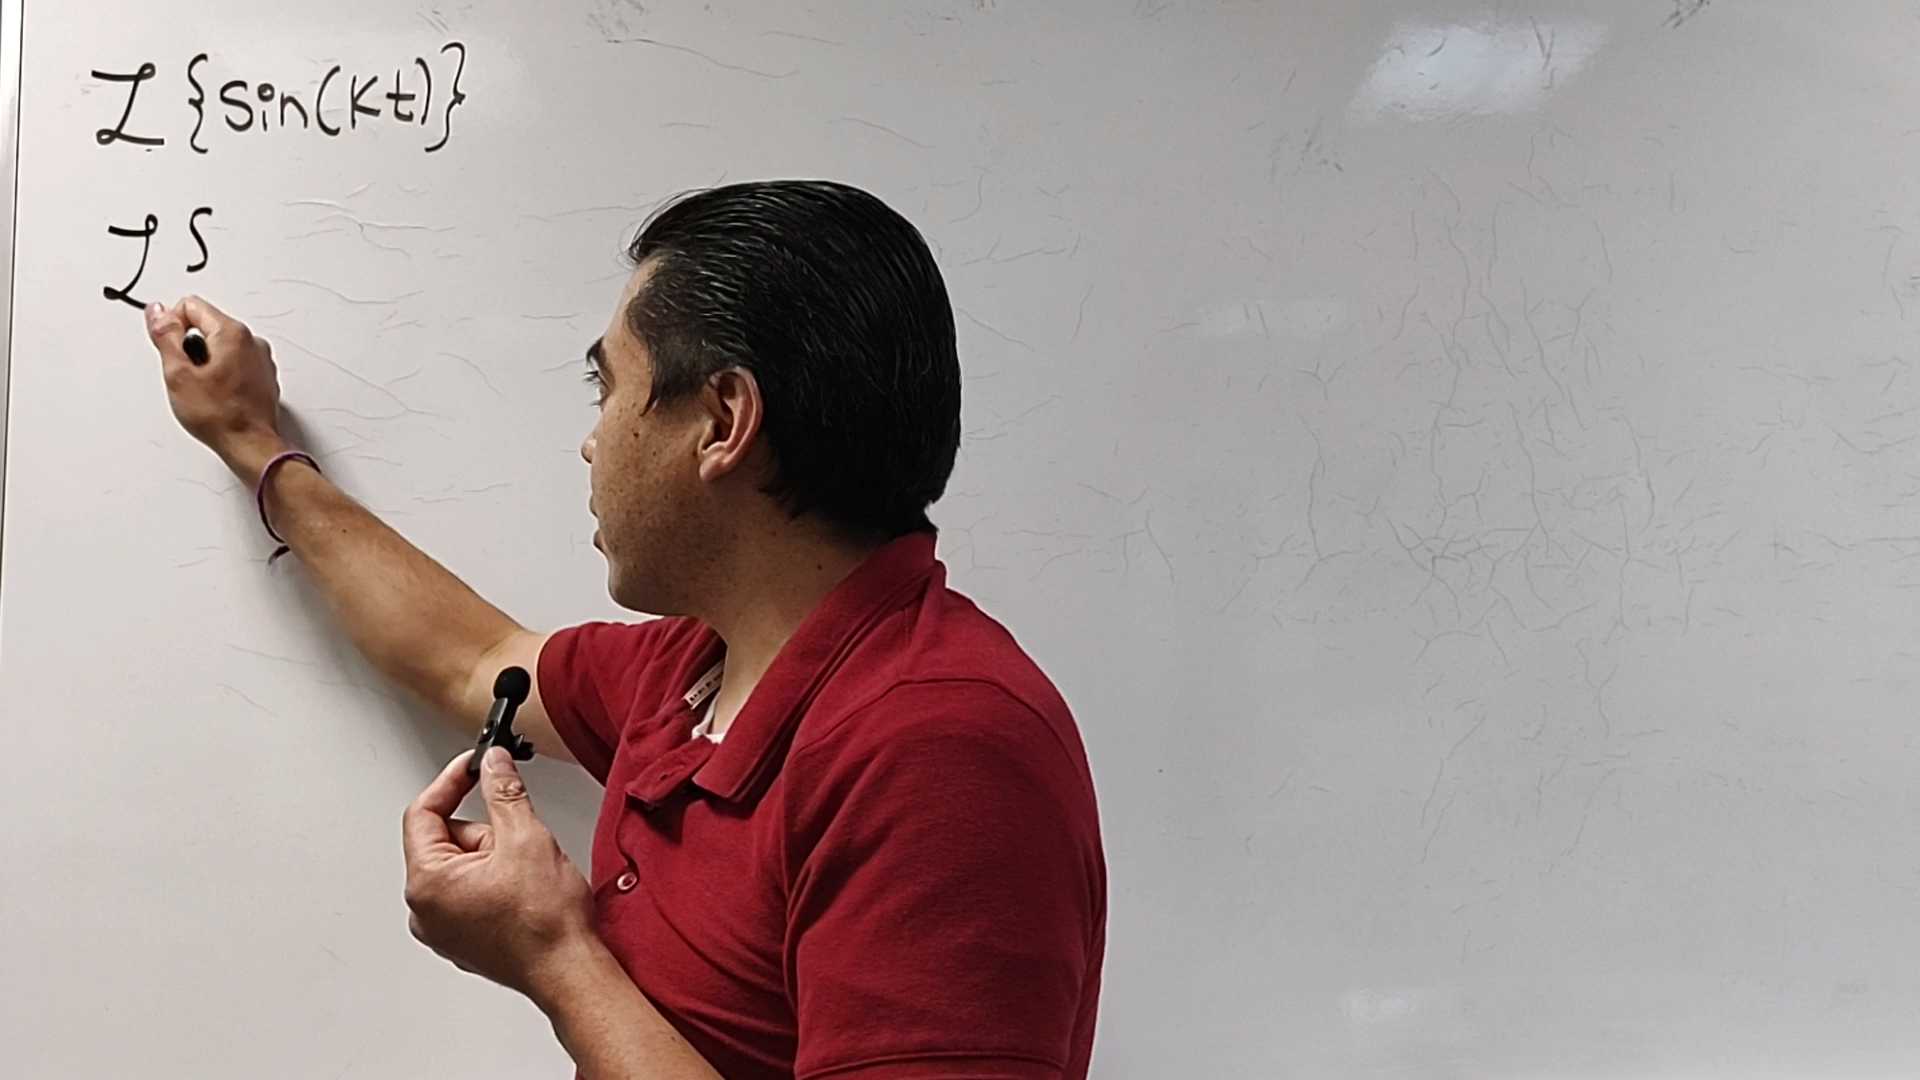 ℒ {sin(kt)}
ℒ